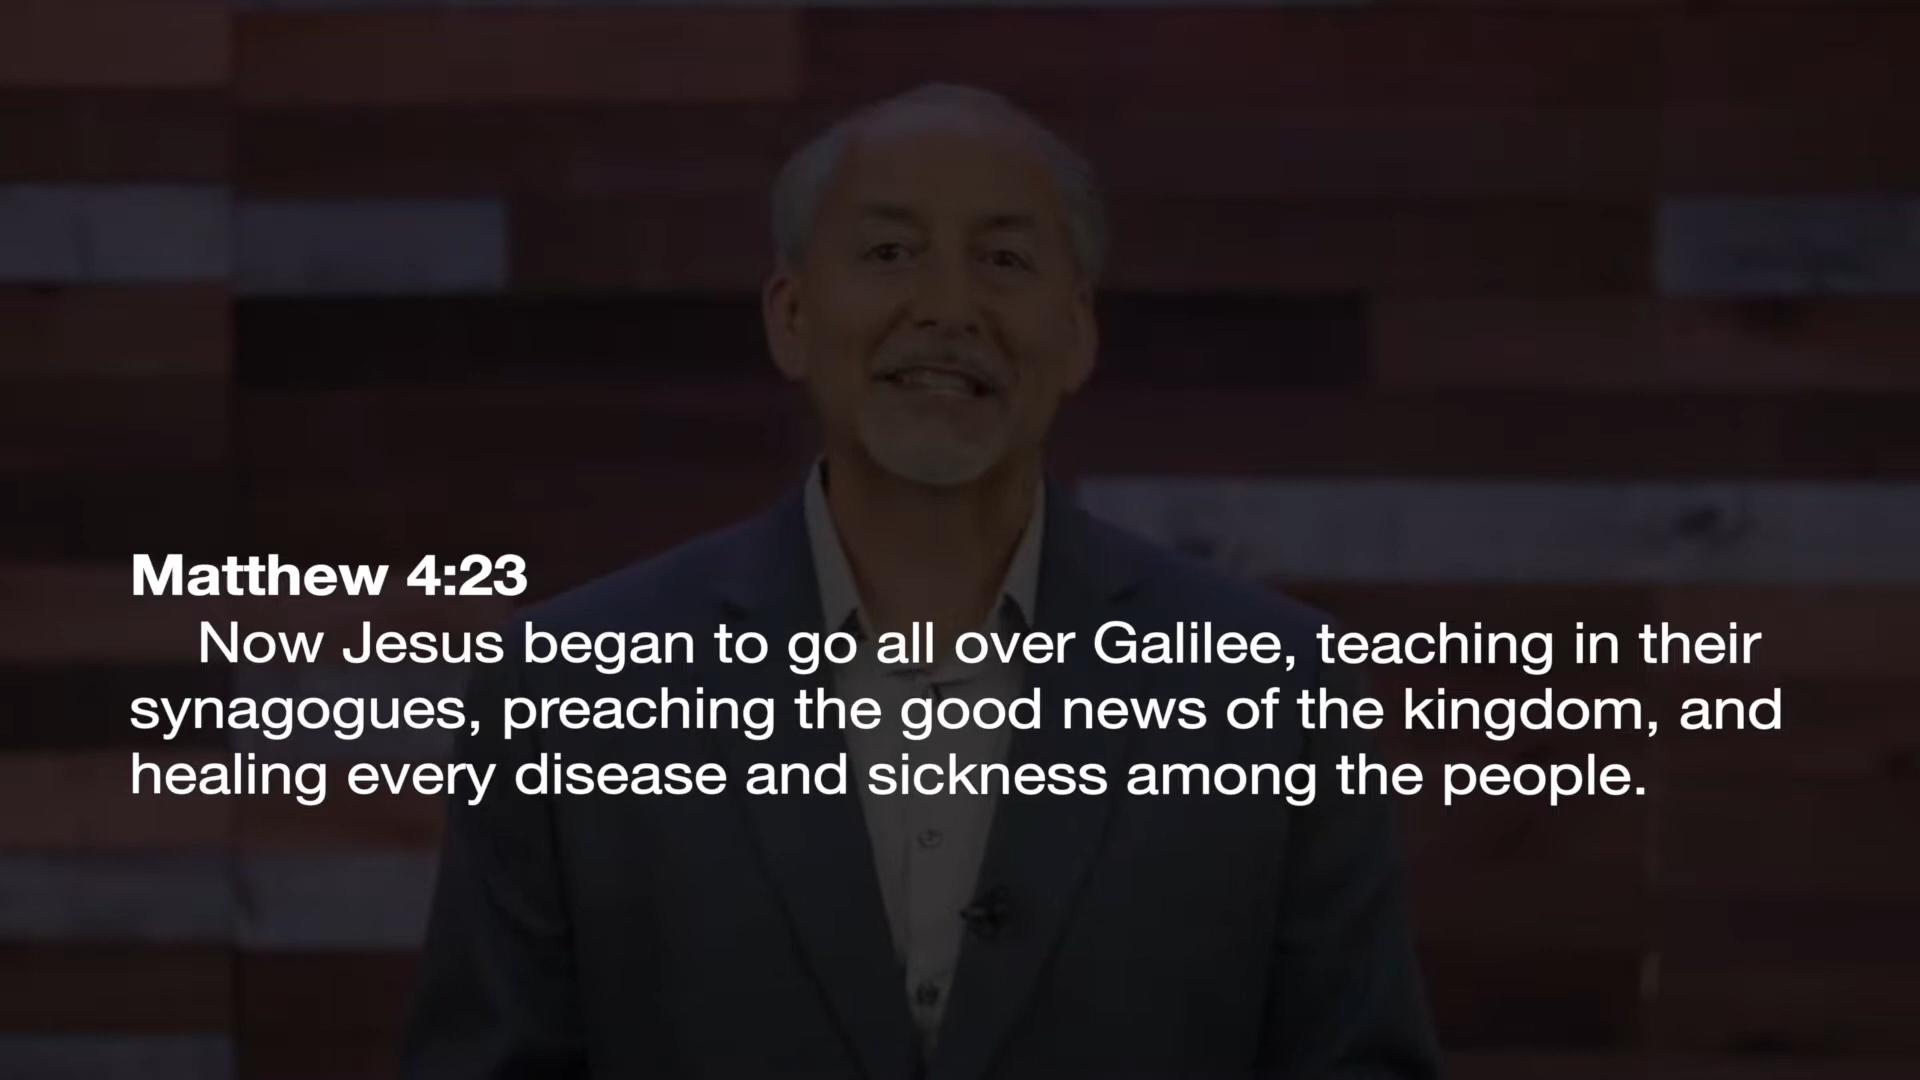 Matthew 4:23
Now Jesus began to go all over Galilee, teaching in their
synagogues, preaching the good news of the kingdom, and
healing every disease and sickness among the people.